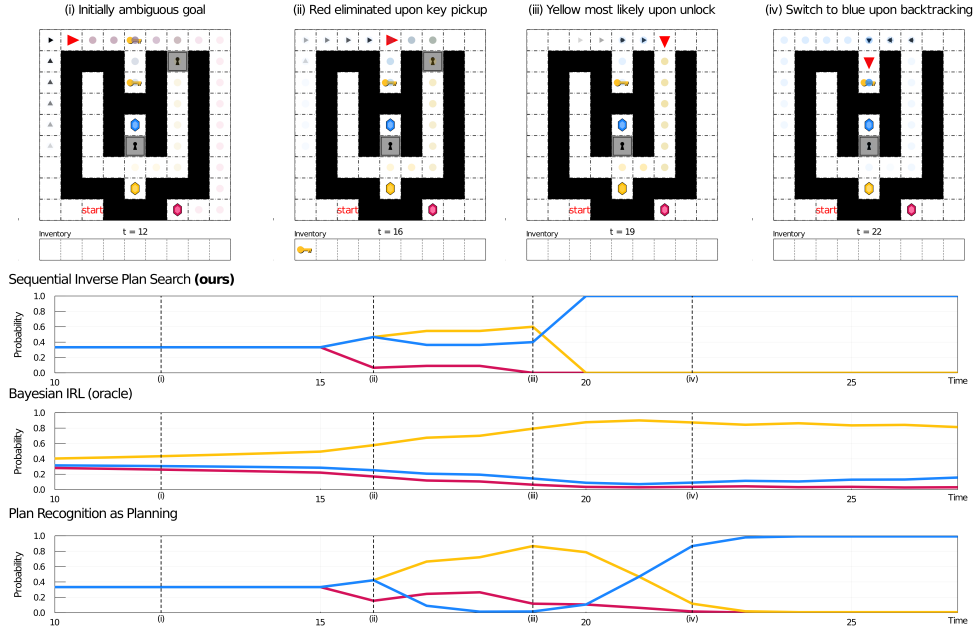 (i) Initially ambiguous goal
(ii) Red eliminated upon key pickup
(iii) Yellow most likely upon unlock
(iv) Switch to blue upon backtracking
start
start
start
start
Inventory
t = 12
Inventory
t = 16
Inventory
t = 19
Inventory
t = 22
Sequential Inverse Plan Search (ours)
Probability
1.0
0.8
0.6
0.4
0.2
0.0
10
(i)
15
(ii)
(iii)
20
(iv)
25
Time
Bayesian IRL (oracle)
Probability
1.0
0.8
0.6
0.4
0.2
0.0
10
(i)
15
(ii)
(iii)
20
(iv)
25
Time
Plan Recognition as Planning
Probability
1.0
0.8
0.6
0.4
0.2
0.0
10
(i)
15
(ii)
(iii)
20
(iv)
25
Time